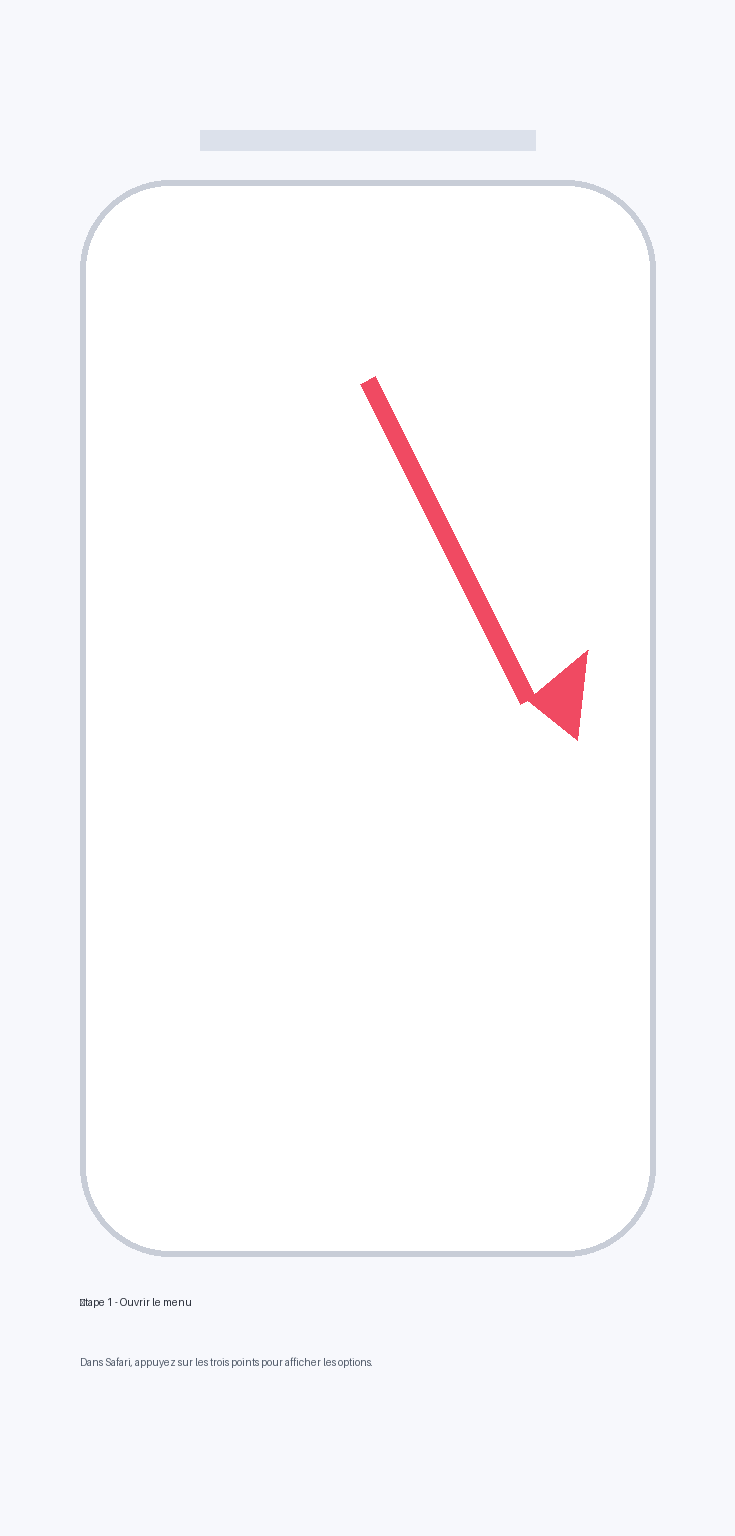 tape 1 - Ouvrir le menu
Dans Safari, appuyez sur les trois points pour afficher les options.